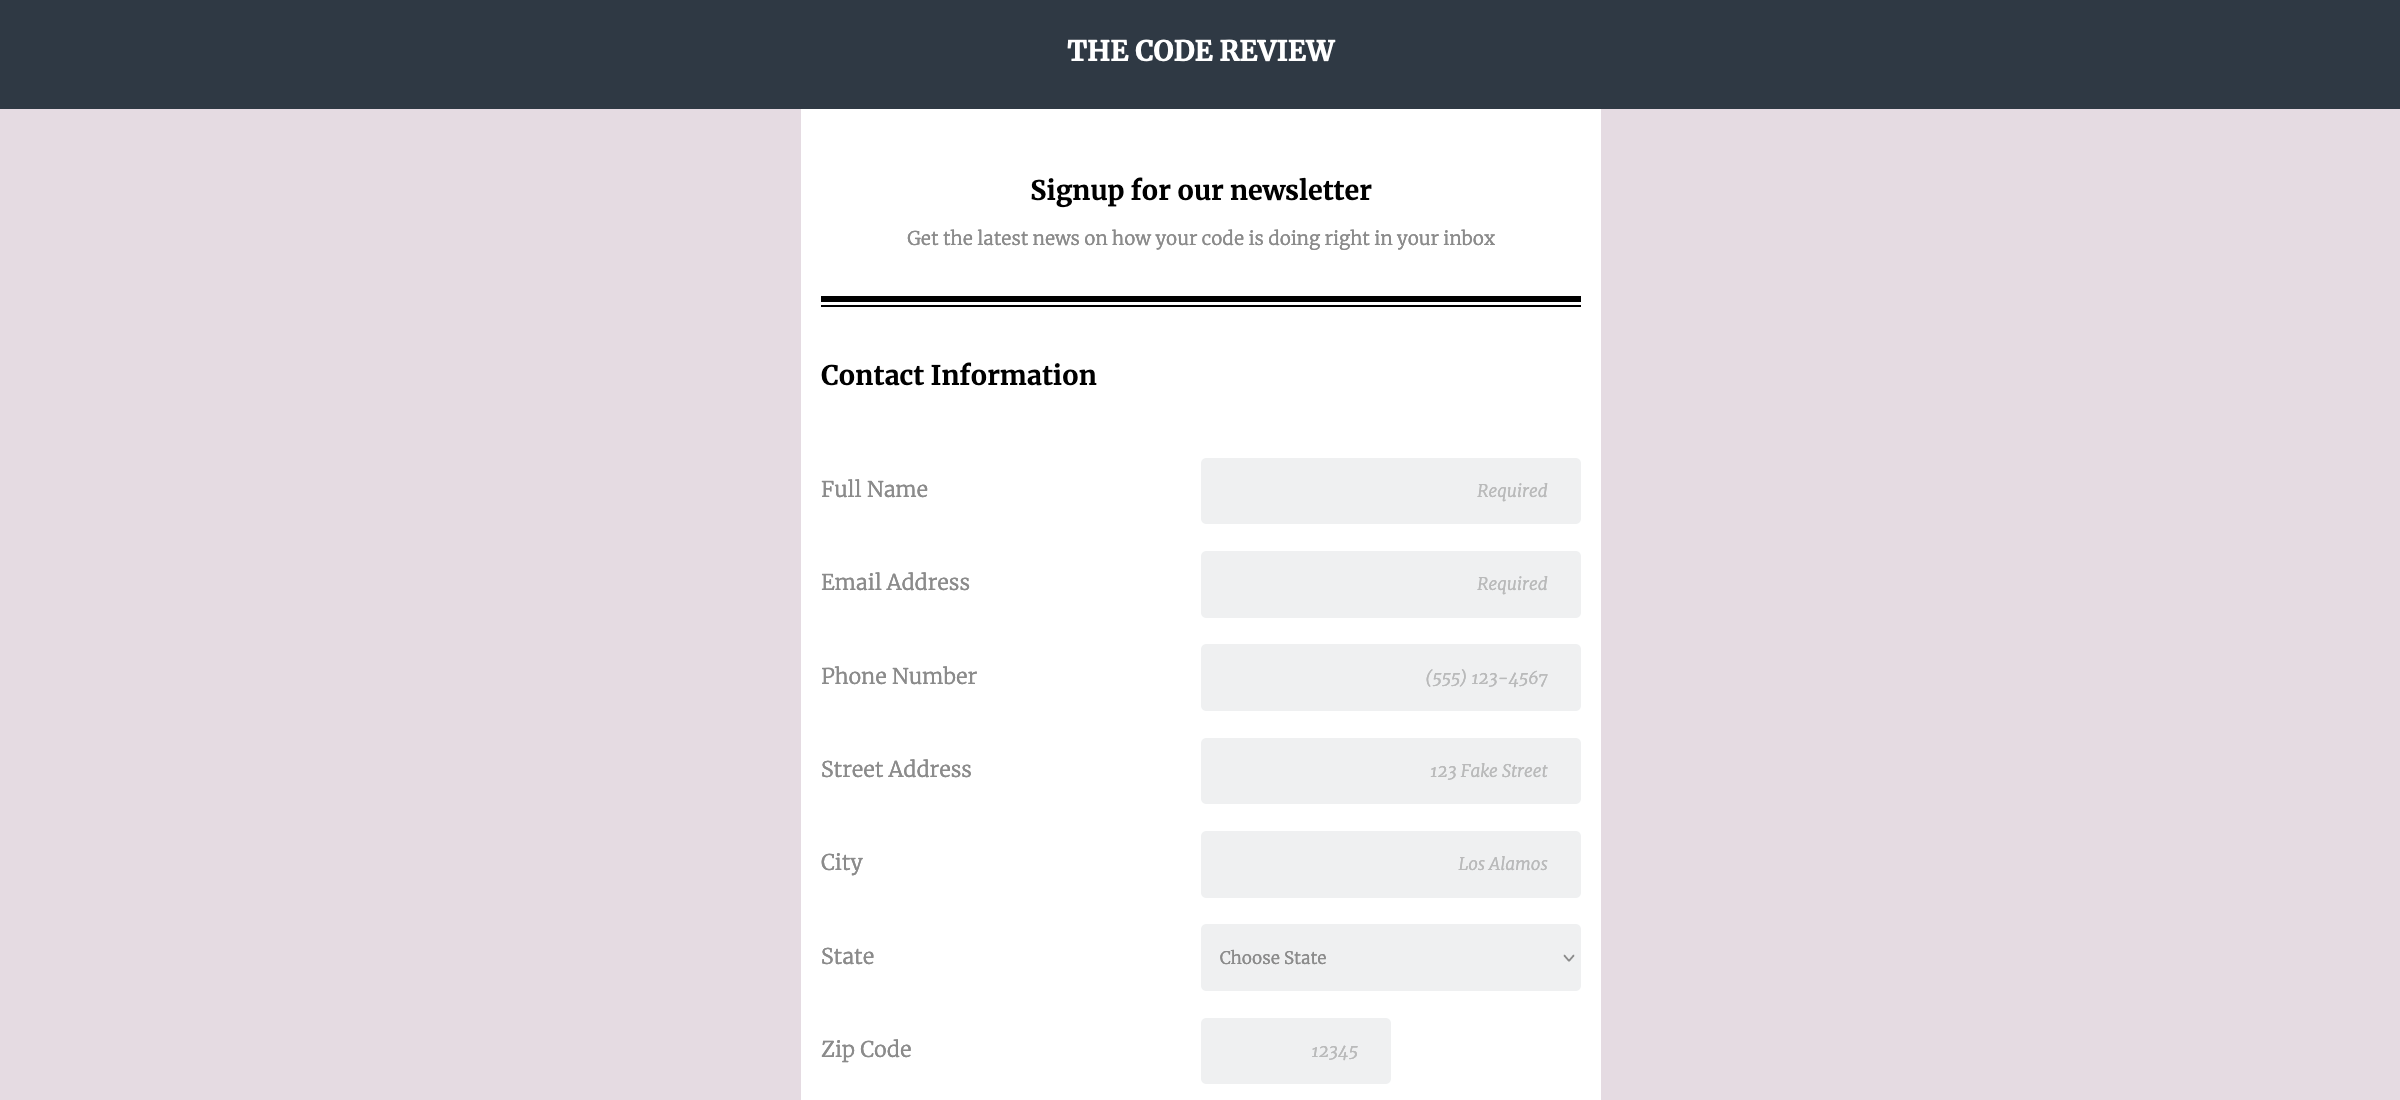 THE CODE REVIEW
Signup for our newsletter
Get the latest news on how your code is doing right in your inbox
Contact Information
Full Name
Required
Email Address
Required
Phone Number
(555) 123-4567
Street Address
123 Fake Street
City
Los Alamos
State
Choose State
Zip Code
12345